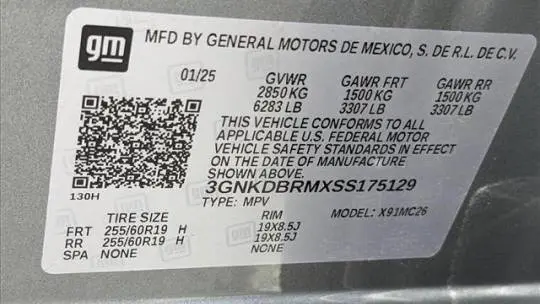 gm
MFD BY GENERAL MOTORS DE MEXICO, S. DE R.L. DE C.V.
01/25 GVWR GAWR FRT GAWR RR
2850 KG 1500 KG 1500 KG
6283 LB 3307 LB 3307 LB
THIS VEHICLE CONFORMS TO ALL
APPLICABLE U.S. FEDERAL MOTOR
VEHICLE SAFETY STANDARDS IN EFFECT
ON THE DATE OF MANUFACTURE
SHOWN ABOVE.
130H
3GNKDBRMXSS175129
TYPE: MPV MODEL: X91MC26
TIRE SIZE RIM
FRT 255/60R19 H 19X8.5J
RR 255/60R19 H 19X8.5J
SPA NONE NONE